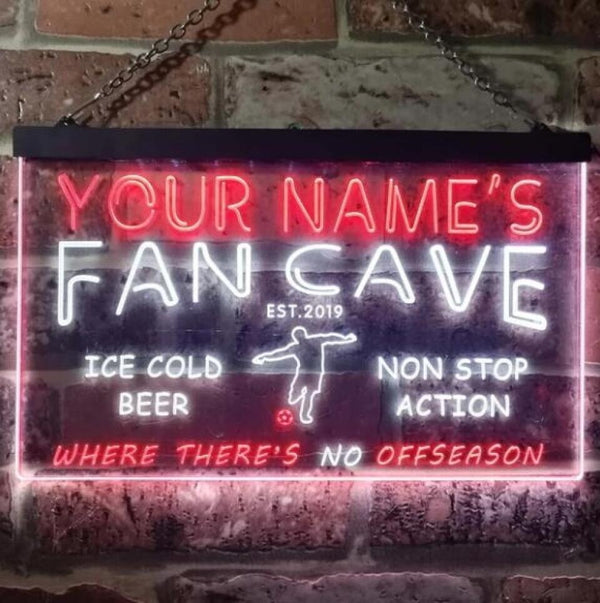 YOUR NAME'S
FAN CAVE
EST.2019
ICE COLD
BEER
NON STOP
ACTION
WHERE THERE'S NO OFFSEASON